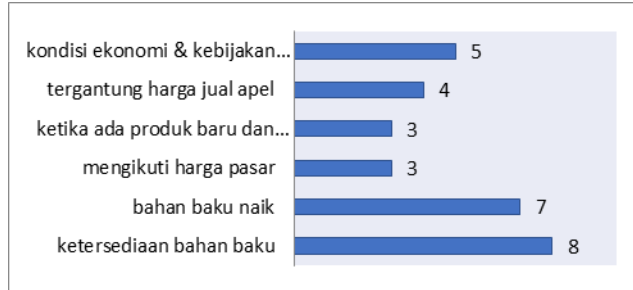 kondisi ekonomi & kebijakan... 5
tergantung harga jual apel 4
ketika ada produk baru dan... 3
mengikuti harga pasar 3
bahan baku naik 7
ketersediaan bahan baku 8